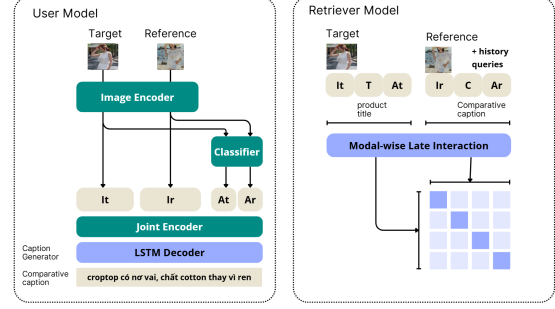 User Model
Target
Reference
Image Encoder
Classifier
It
Ir
At
Ar
Joint Encoder
Caption
Generator
LSTM Decoder
Comparative
caption
croptop có nơ vai, chất cotton thay vì ren
Retriever Model
Target
Reference
+ history
queries
It
T
At
Ir
C
Ar
product
title
Comparative
caption
Modal-wise Late Interaction